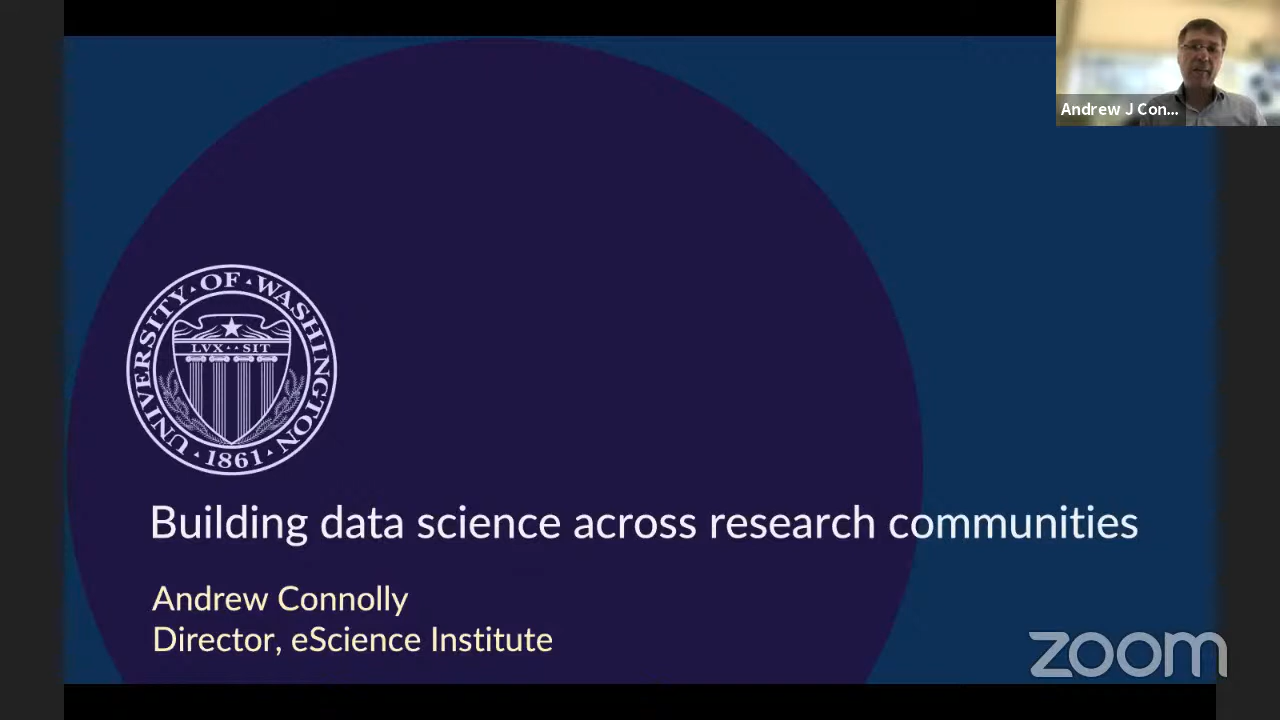 Andrew J Con...
UNIVERSITY OF WASHINGTON
LVX SIT
1861
Building data science across research communities
Andrew Connolly
Director, eScience Institute
zoom